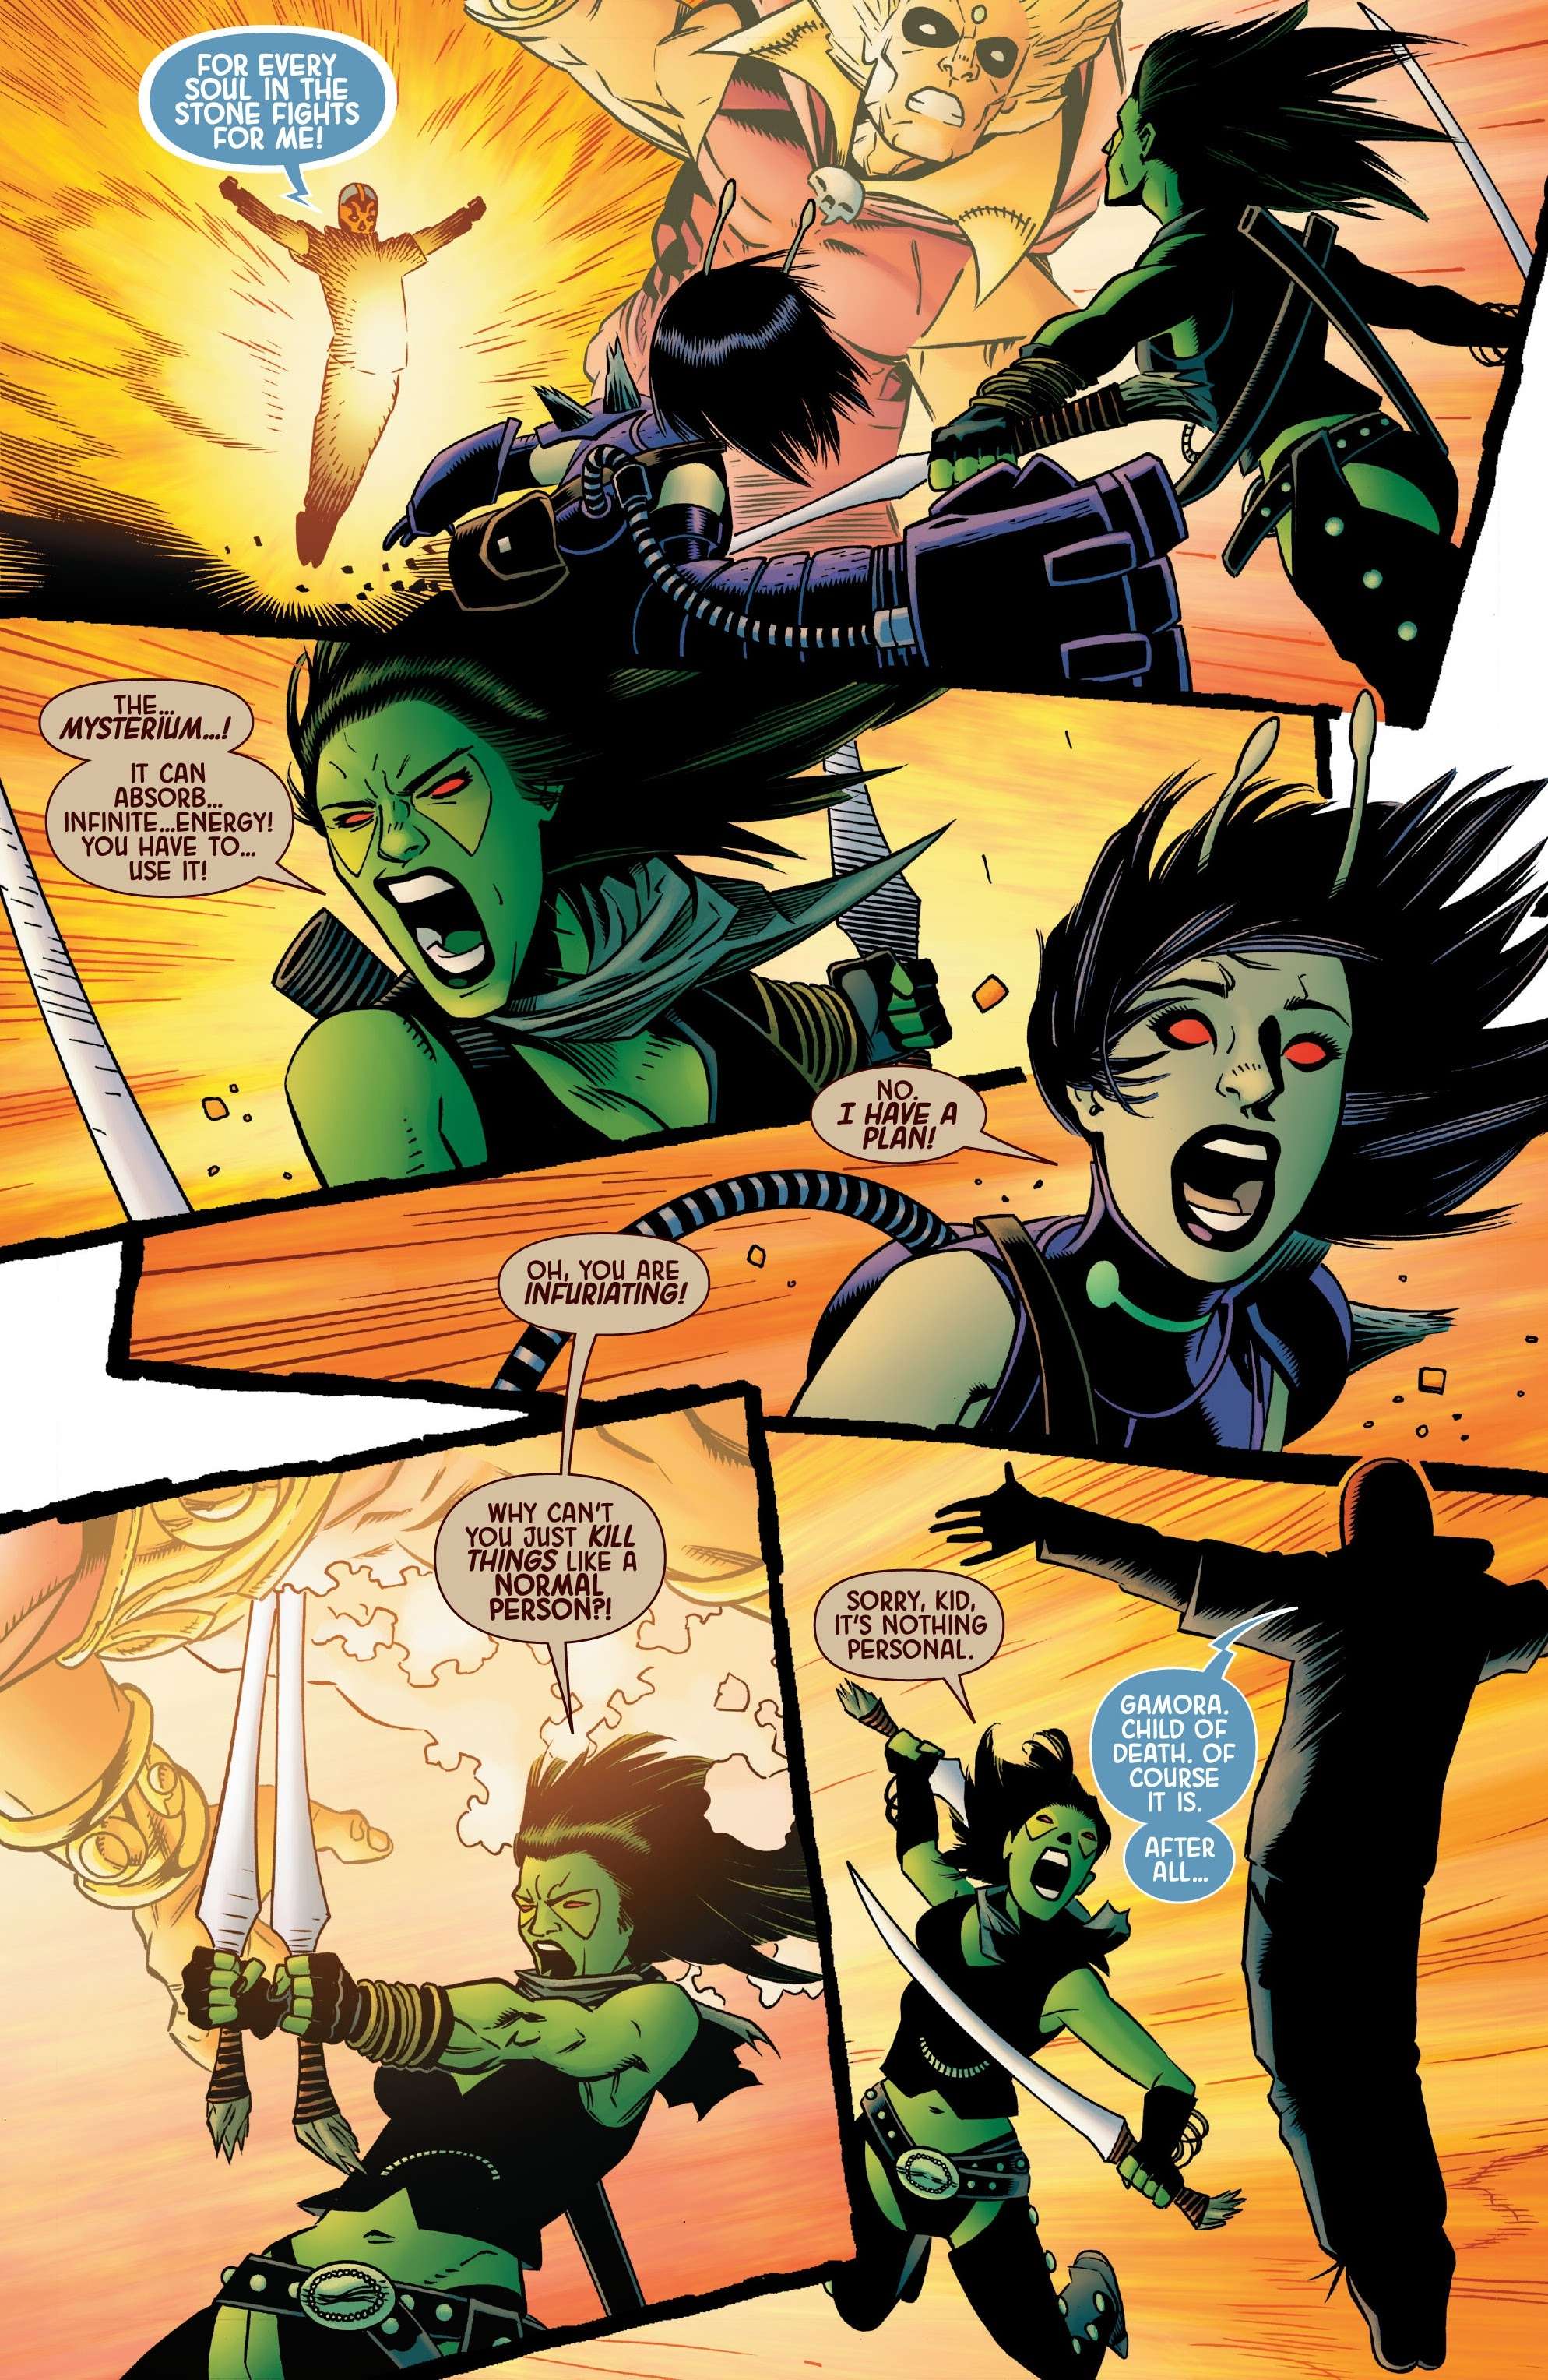 FOR EVERY
SOUL IN THE
STONE FIGHTS
FOR ME!
THE...
MYSTERIUM...!
IT CAN
ABSORB...
INFINITE...ENERGY!
YOU HAVE TO...
USE IT!
NO.
I HAVE A
PLAN!
OH, YOU ARE
INFURIATING!
WHY CAN'T
YOU JUST KILL
THINGS LIKE A
NORMAL
PERSON?!
SORRY, KID,
IT'S NOTHING
PERSONAL.
GAMORA.
CHILD OF
DEATH. OF
COURSE
IT IS.
AFTER
ALL...